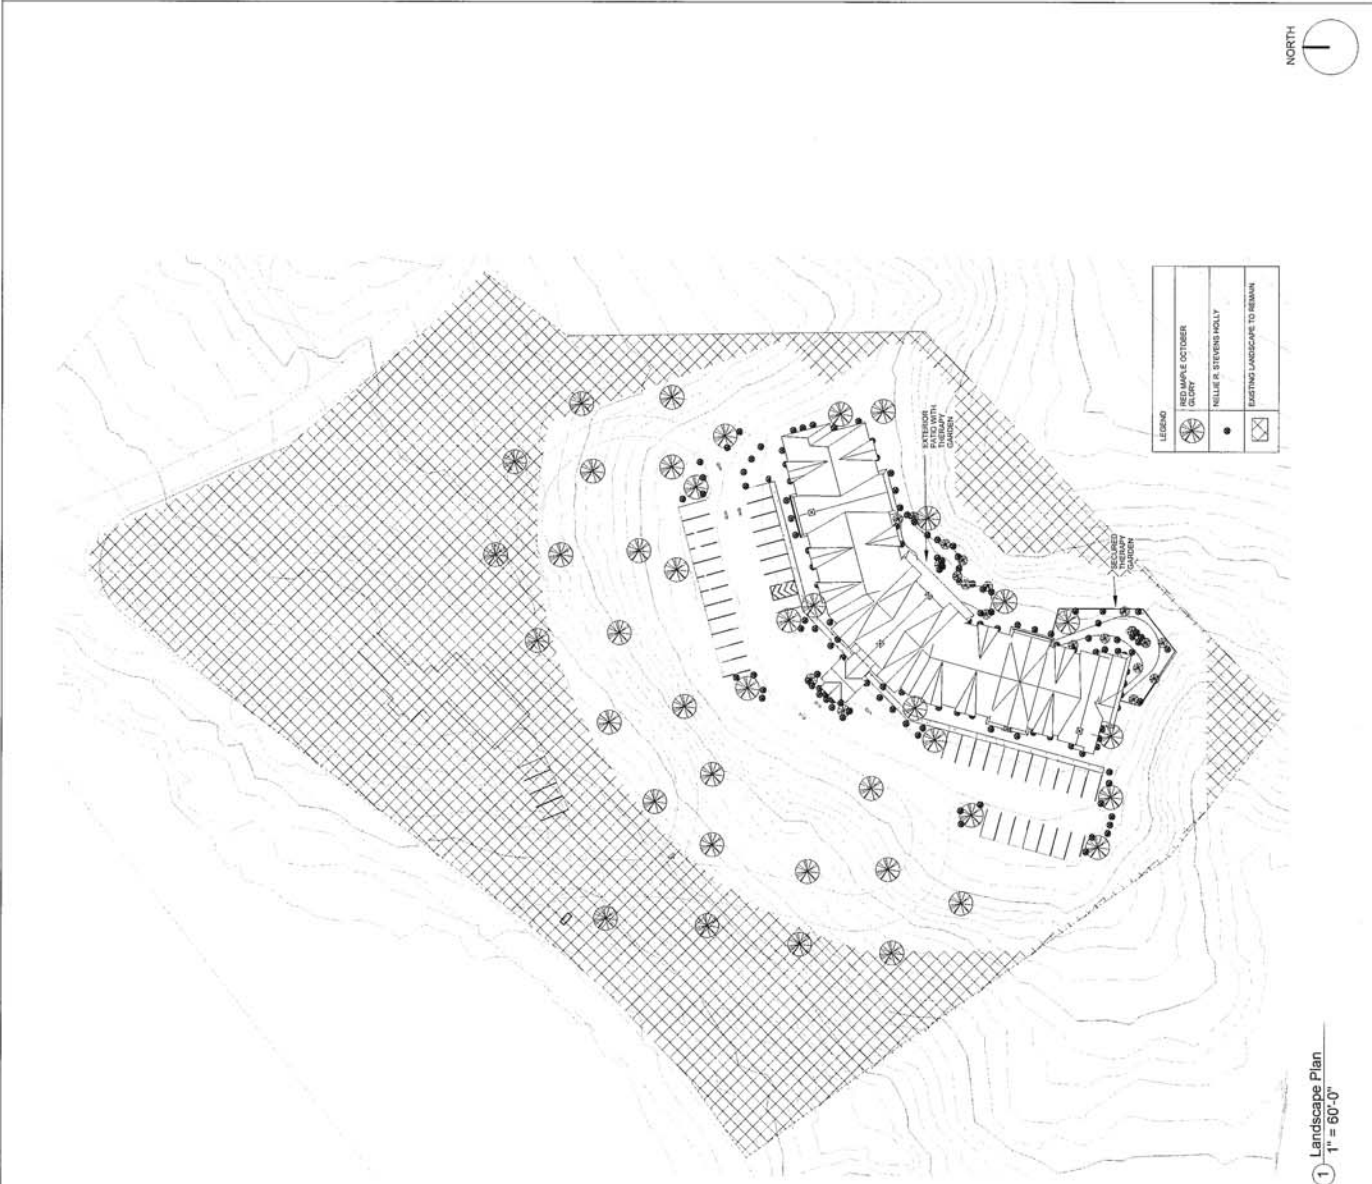 NORTH
LEGEND
RED MAPLE OCTOBER
GLORY
NELLIE R. STEVENS HOLLY
EXISTING LANDSCAPE TO REMAIN
EXTERIOR
PATIO WITH
THERAPY
GARDEN
SECURED
THERAPY
GARDEN
1
Landscape Plan
1" = 60'-0"